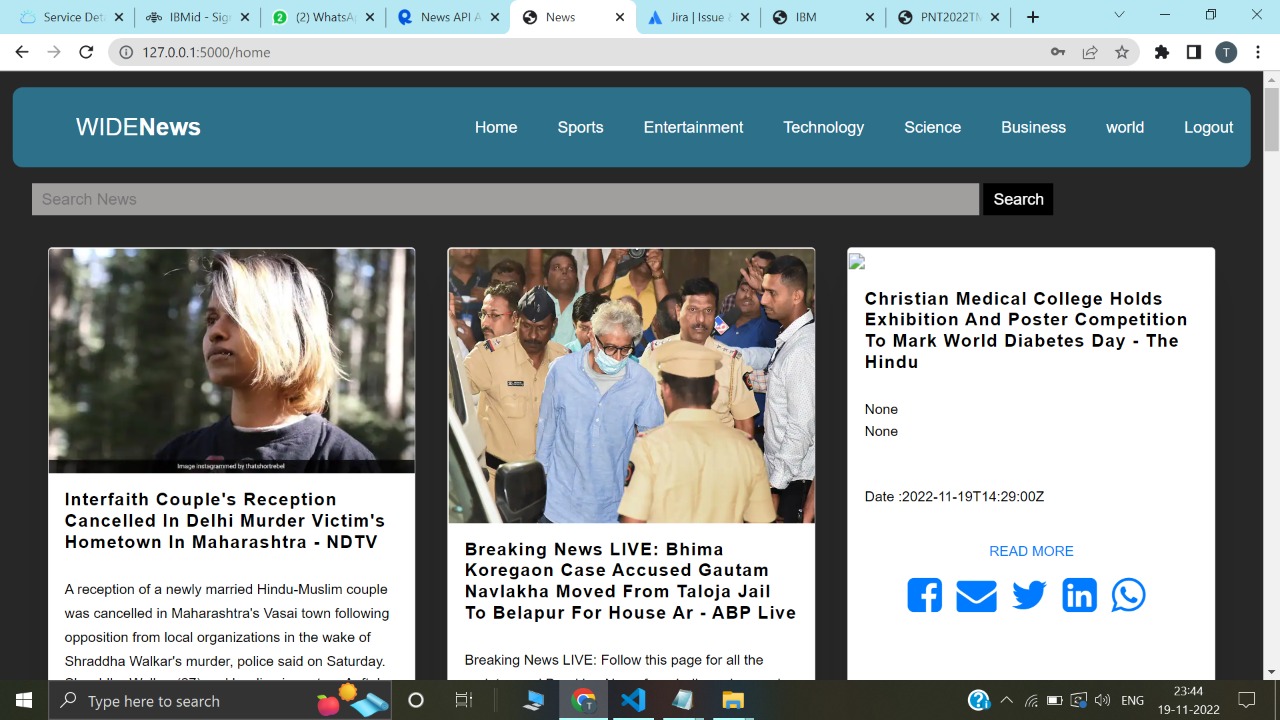 Service Det
IBMid - Sign
(2) WhatsA
News API A
News
Jira | Issue &
IBM
PNT2022TM
127.0.0.1:5000/home
T
WIDENews
Home
Sports
Entertainment
Technology
Science
Business
world
Logout
Search News
Search
Image instagrammed by thatshortrebel
Interfaith Couple's Reception
Cancelled In Delhi Murder Victim's
Hometown In Maharashtra - NDTV
A reception of a newly married Hindu-Muslim couple
was cancelled in Maharashtra's Vasai town following
opposition from local organizations in the wake of
Shraddha Walkar's murder, police said on Saturday.
Breaking News LIVE: Bhima
Koregaon Case Accused Gautam
Navlakha Moved From Taloja Jail
To Belapur For House Ar - ABP Live
Breaking News LIVE: Follow this page for all the
Christian Medical College Holds
Exhibition And Poster Competition
To Mark World Diabetes Day - The
Hindu
None
None
Date :2022-11-19T14:29:00Z
READ MORE
Type here to search
ENG
23:44
19-11-2022